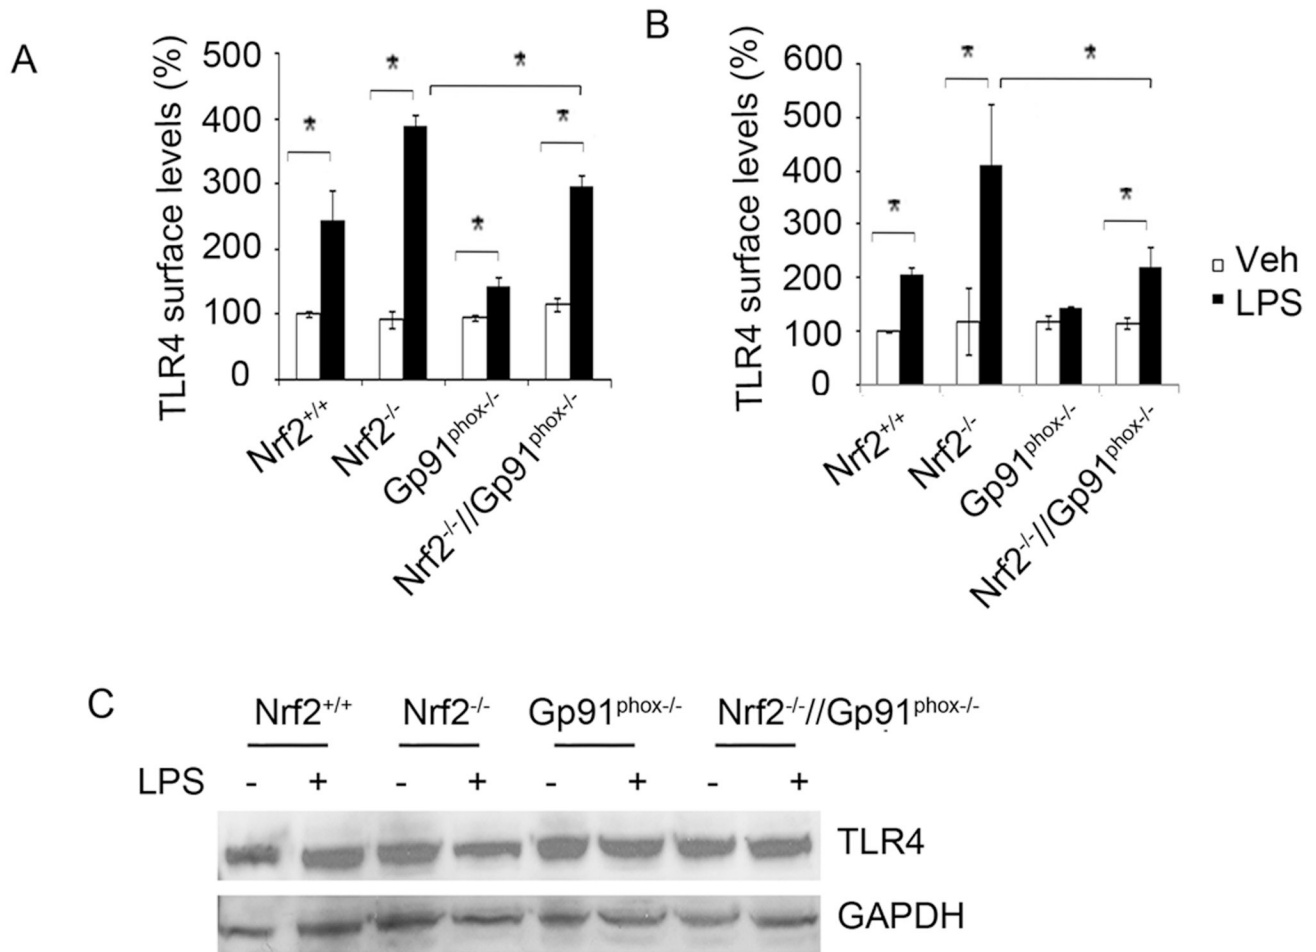 A
TLR4 surface levels (%)
500
400
300
200
100
0
*
*
*
*
*
Nrf2+/+
Nrf2-/-
Gp91phox-/-
Nrf2-/-//Gp91phox-/-
B
TLR4 surface levels (%)
600
500
400
300
200
100
0
*
*
*
*
Nrf2+/+
Nrf2-/-
Gp91phox-/-
Nrf2-/-//Gp91phox-/-
Veh
LPS
C
Nrf2+/+ Nrf2-/- Gp91phox-/- Nrf2-/-//Gp91phox-/-
LPS - + - + - + - +
TLR4
GAPDH